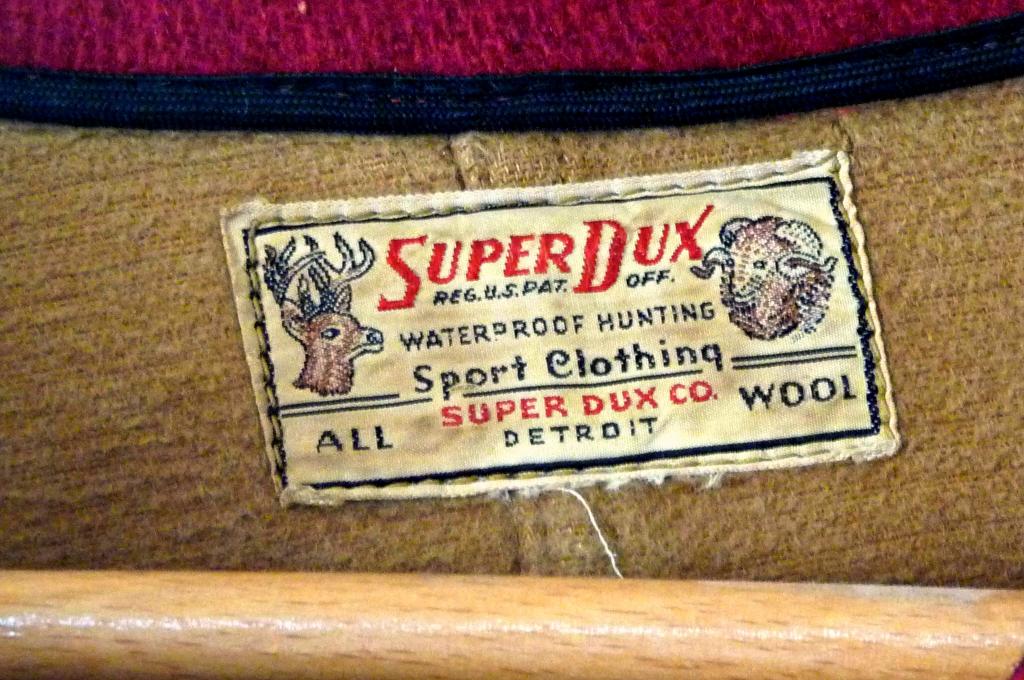 SUPER DUX
REG. U.S. PAT. OFF.
WATERPROOF HUNTING
Sport Clothing
SUPER DUX CO.
ALL DETROIT WOOL